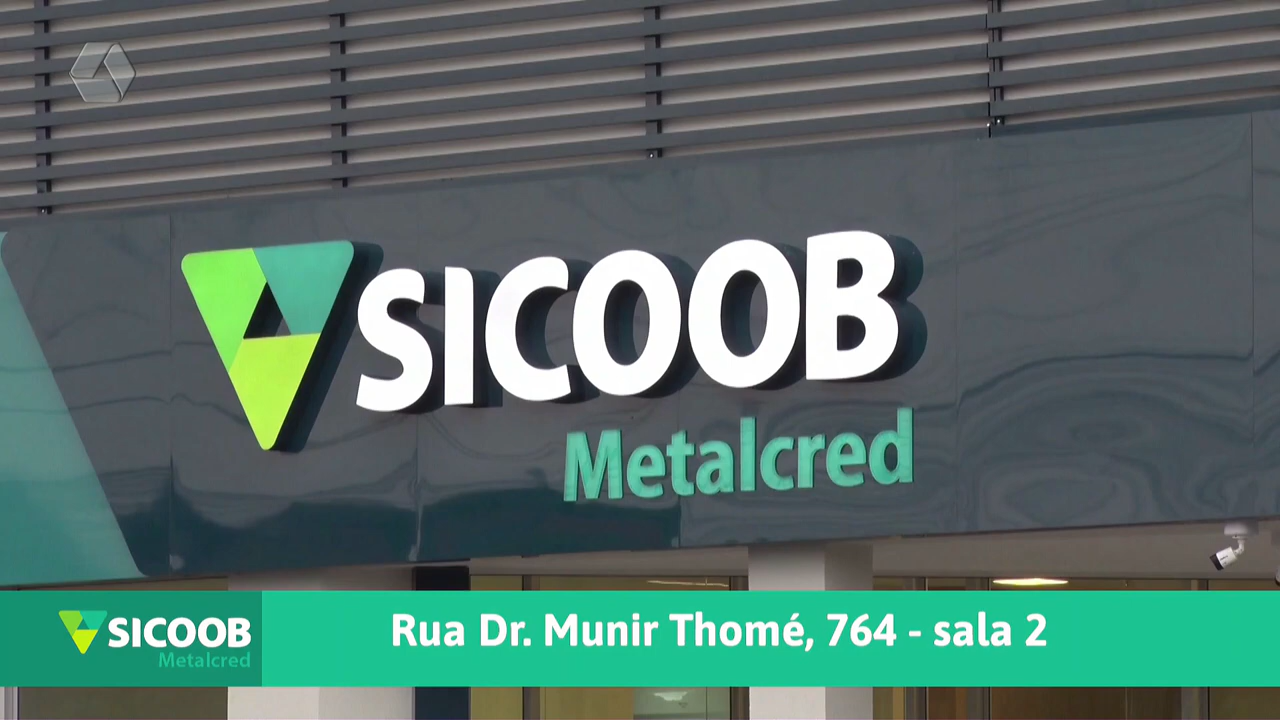 SICOOB
Metalcred
SICOOB
Metalcred
Rua Dr. Munir Thomé, 764 - sala 2